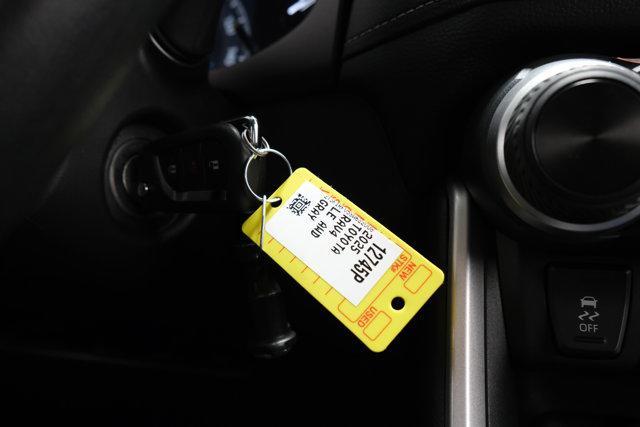 12745P
2025
TOYOTA
RAV4
LE AWD
GRAY
STK#
NEW
USED
OFF